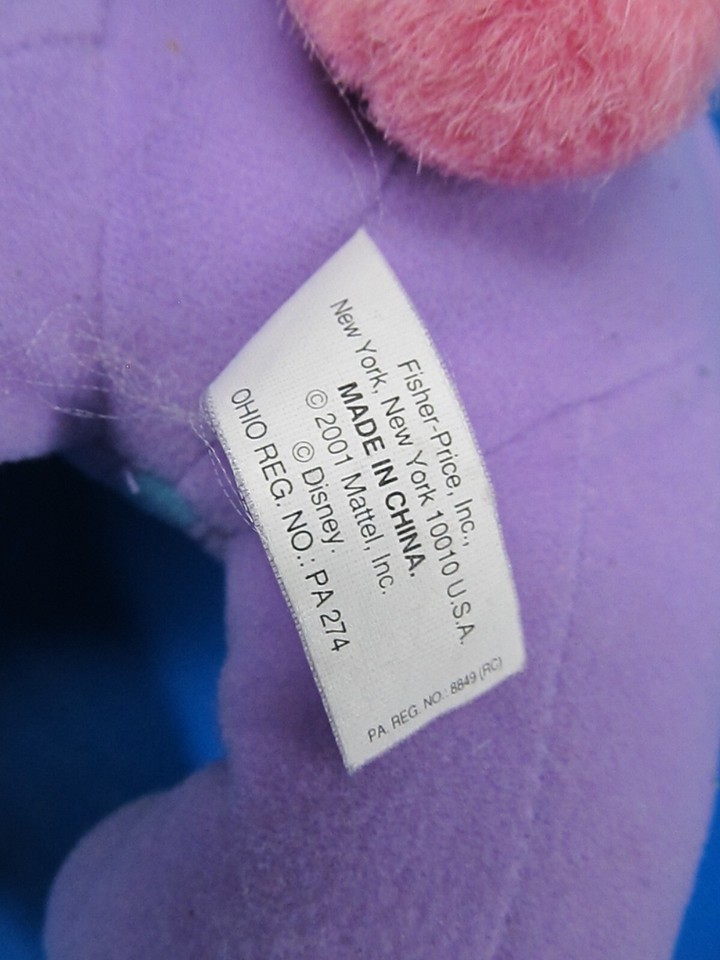 Fisher-Price, Inc.,
New York, New York 10010 U.S.A.
MADE IN CHINA.
© 2001 Mattel, Inc.
© Disney.
OHIO REG. NO.: PA 274
PA. REG. NO.: 8849 (RC)